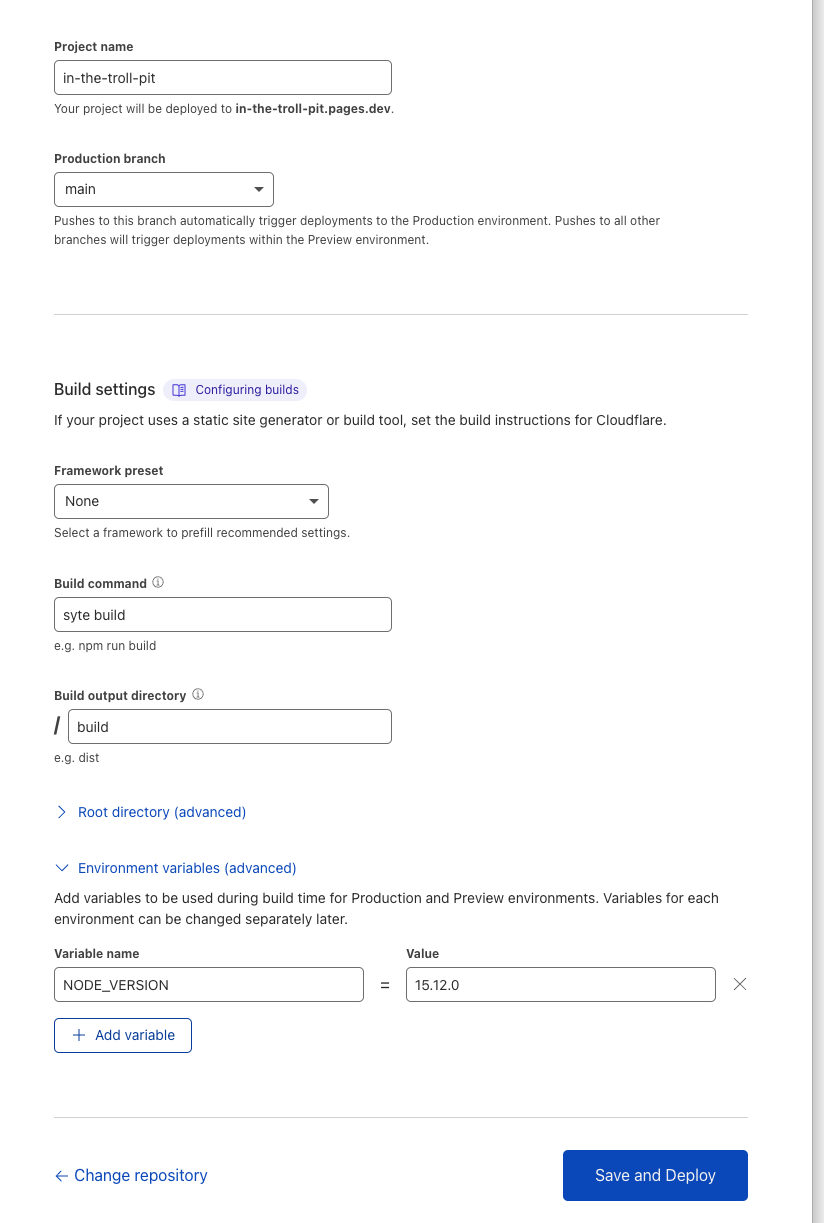 Project name
in-the-troll-pit
Your project will be deployed to in-the-troll-pit.pages.dev.
Production branch
main
Pushes to this branch automatically trigger deployments to the Production environment. Pushes to all other
branches will trigger deployments within the Preview environment.
Build settings Configuring builds
If your project uses a static site generator or build tool, set the build instructions for Cloudflare.
Framework preset
None
Select a framework to prefill recommended settings.
Build command
syte build
e.g. npm run build
Build output directory
/ build
e.g. dist
Root directory (advanced)
Environment variables (advanced)
Add variables to be used during build time for Production and Preview environments. Variables for each
environment can be changed separately later.
Variable name Value
NODE_VERSION = 15.12.0
+ Add variable
← Change repository Save and Deploy